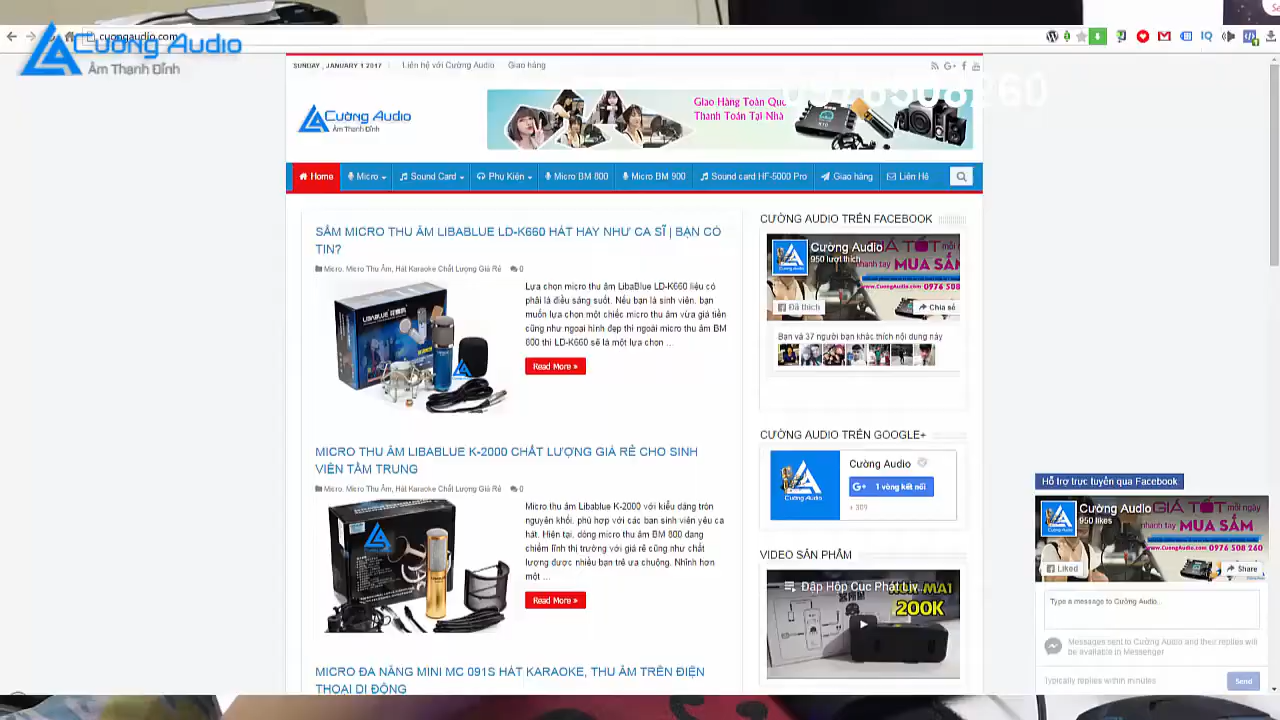 cuongaudio.com
Cường Audio
Âm Thanh Đỉnh
SUNDAY , JANUARY 1 2017
Liên hệ với Cường Audio
Giao hàng
0976508260
Cường Audio
Âm Thanh Đỉnh
Giao Hàng Toàn Quố
Thanh Toán Tại Nhà
Home
Micro
Sound Card
Phụ Kiện
Micro BM 800
Micro BM 900
Sound card HF-5000 Pro
Giao hàng
Liên Hệ
SẮM MICRO THU ÂM LIBABLUE LD-K660 HÁT HAY NHƯ CA SĨ | BẠN CÓ
TIN?
Micro, Micro Thu Âm, Hát Karaoke Chất Lượng Giá Rẻ 0
Lựa chọn micro thu âm LibaBlue LD-K660 liệu có
phải là điều sáng suốt. Nếu bạn là sinh viên, bạn
muốn lựa chọn một chiếc micro thu âm vừa giá tiền
cũng như ngoại hình đẹp thì ngoài micro thu âm BM
800 thì LD-K660 sẽ là một lựa chọn ...
Read More »
LIBABLUE
MICRO THU ÂM LIBABLUE K-2000 CHẤT LƯỢNG GIÁ RẺ CHO SINH
VIÊN TẦM TRUNG
Micro, Micro Thu Âm, Hát Karaoke Chất Lượng Giá Rẻ 0
Micro thu âm Libablue K-2000 với kiểu dáng tròn
nguyên khối, phù hợp với các bạn sinh viên yêu ca
hát. Hiện tại, dòng micro thu âm BM 800 đang
chiếm lĩnh thị trường với giá rẻ cũng như chất
lượng được nhiều bạn trẻ ưa chuộng. Nhỉnh hơn
một ...
Read More »
MICRO ĐA NĂNG MINI MC 091S HÁT KARAOKE, THU ÂM TRÊN ĐIỆN
THOẠI DI ĐỘNG
CƯỜNG AUDIO TRÊN FACEBOOK
Cường Audio
950 lượt thích
GIÁ TỐT mỗi
nhanh tay MUA SẮM
www.CuongAudio.com 0976 508
Đã thích
Chia sẻ
Bạn và 37 người bạn khác thích nội dung này
CƯỜNG AUDIO TRÊN GOOGLE+
Cường Audio
1 vòng kết nối
+ 309
VIDEO SẢN PHẨM
Đập Hộp Cục Phát Liv...
200K
Hỗ trợ trực tuyến qua Facebook
Cường Audio
950 likes
GIÁ TỐT mỗi ngày
nhanh tay MUA SẮM
www.CuongAudio.com 0976 508 260
Liked
Share
Type a message to Cường Audio...
Messages sent to Cường Audio and their replies will
be available in Messenger
Typically replies within minutes
Send